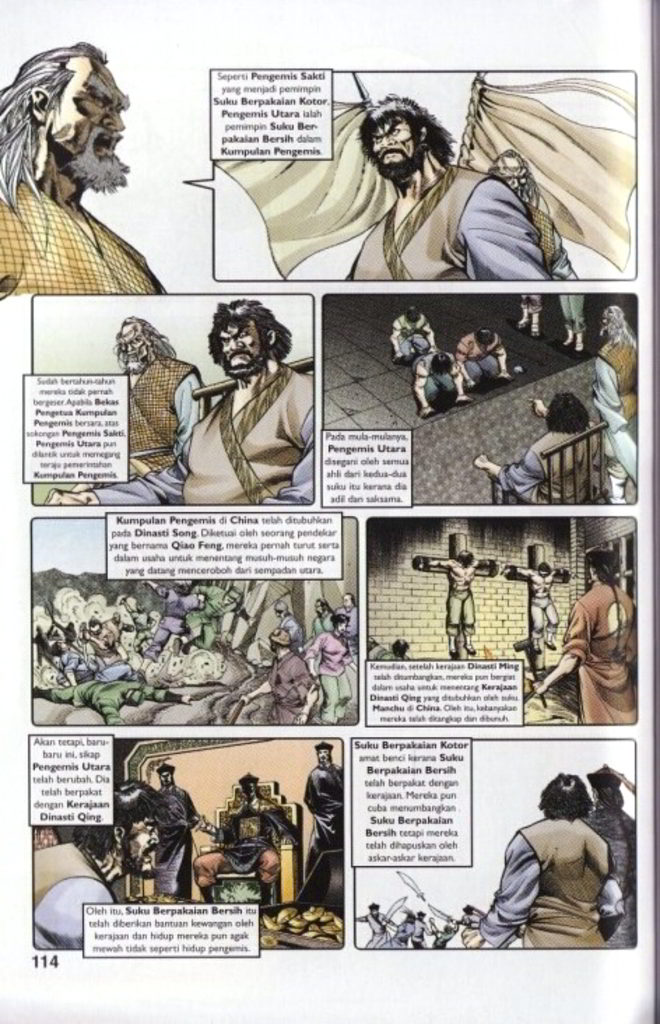 Seperti Pengemis Sakti
yang menjadi pemimpin
Suku Berpakaian Kotor,
Pengemis Utara ialah
pemimpin Suku Ber-
pakaian Bersih dalam
Kumpulan Pengemis.
Sudah bertahun-tahun
mereka tidak pernah
bergeser. Apabila Bekas
Pengetua Kumpulan
Pengemis bersara, atas
sokongan Pengemis Sakti,
Pengemis Utara pun
dilantik untuk memegang
teraju pemerintahan
Kumpulan Pengemis.
Pada mula-mulanya,
Pengemis Utara
disegani oleh semua
ahli dari kedua-dua
suku itu kerana dia
adil dan saksama.
Kumpulan Pengemis di China telah ditubuhkan
pada Dinasti Song. Diketuai oleh seorang pendekar
yang bernama Qiao Feng, mereka pernah turut serta
dalam usaha untuk menentang musuh-musuh negara
yang datang menceroboh dari sempadan utara.
Kemudian, setelah kerajaan Dinasti Ming
telah ditumbangkan, mereka pun bergiat
dalam usaha untuk menentang Kerajaan
Dinasti Qing yang ditubuhkan oleh suku
Manchu di China. Oleh itu, kebanyakan
mereka telah ditangkap dan dibunuh.
Akan tetapi, baru-
baru ini, sikap
Pengemis Utara
telah berubah. Dia
telah berpakat
dengan Kerajaan
Dinasti Qing.
Oleh itu, Suku Berpakaian Bersih itu
telah diberikan bantuan kewangan oleh
kerajaan dan hidup mereka pun agak
mewah tidak seperti hidup pengemis.
Suku Berpakaian Kotor
amat benci kerana Suku
Berpakaian Bersih
telah berpakat dengan
kerajaan. Mereka pun
cuba menumbangkan
Suku Berpakaian
Bersih tetapi mereka
telah dihapuskan oleh
askar-askar kerajaan.
114